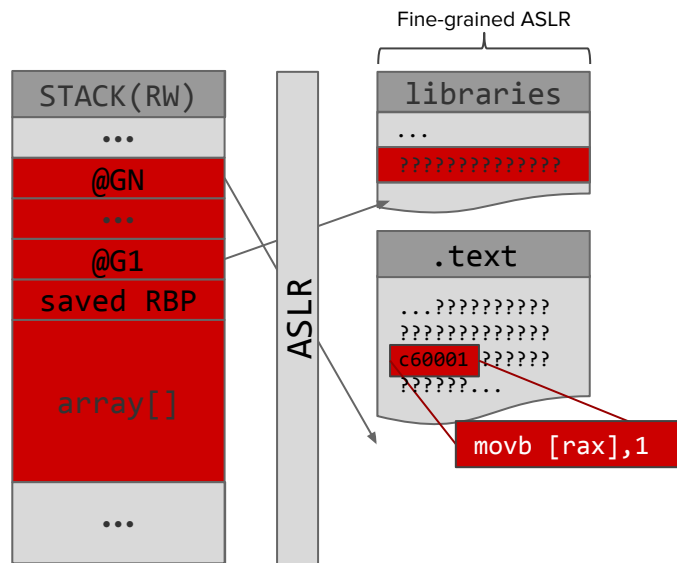 Fine-grained ASLR
STACK(RW)
...
@GN
...
@G1
saved RBP
array[]
...
ASLR
libraries
...
??????????????
.text
...??????????
?????????????
c60001 ??????
??????...
movb [rax],1